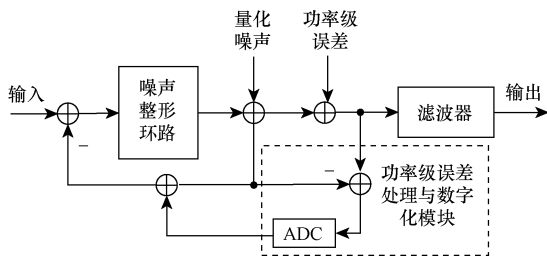 量化
噪声
功率级
误差
输入
噪声
整形
环路
滤波器
输出
−
−
功率级误差
处理与数字
化模块
ADC